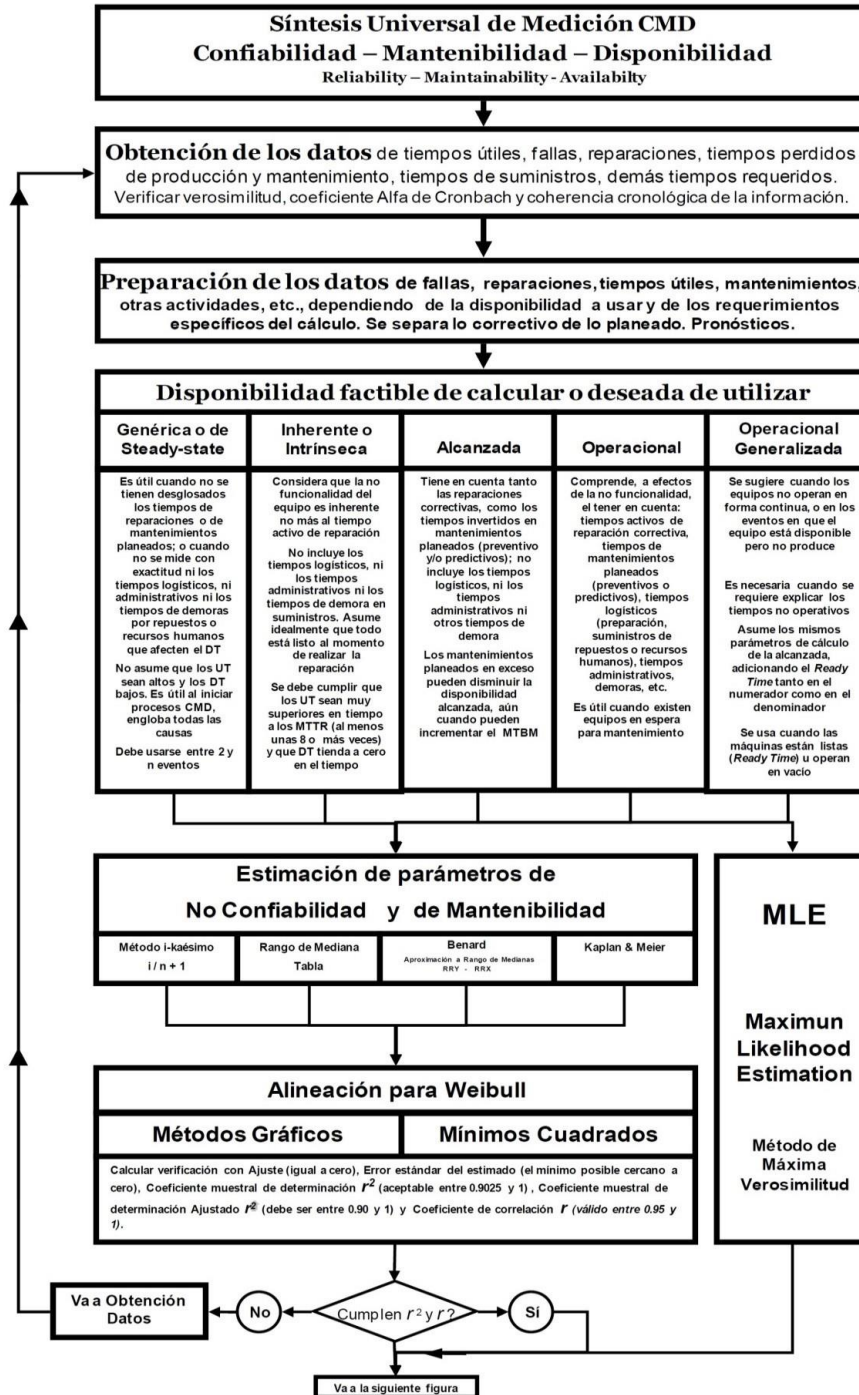 Síntesis Universal de Medición CMD
Confiabilidad – Mantenibilidad – Disponibilidad
Reliability – Maintainability - Availabilty
Obtención de los datos de tiempos útiles, fallas, reparaciones, tiempos perdidos
de producción y mantenimiento, tiempos de suministros, demás tiempos requeridos.
Verificar verosimilitud, coeficiente Alfa de Cronbach y coherencia cronológica de la información.
Preparación de los datos de fallas, reparaciones, tiempos útiles, mantenimientos,
otras actividades, etc., dependiendo de la disponibilidad a usar y de los requerimientos
específicos del cálculo. Se separa lo correctivo de lo planeado. Pronósticos.
Disponibilidad factible de calcular o deseada de utilizar
Genérica o de
Steady-state
Es útil cuando no se
tienen desglosados
los tiempos de
reparaciones o de
mantenimientos
planeados; o cuando
no se mide con
exactitud ni los
tiempos logísticos, ni
administrativos ni los
tiempos de demoras
por repuestos o
recursos humanos
que afecten el DT
No asume que los UT
sean altos y los DT
bajos. Es útil al iniciar
procesos CMD,
engloba todas las
causas
Debe usarse entre 2 y
n eventos
Inherente o
Intrínseca
Considera que la no
funcionalidad del
equipo es inherente
no más al tiempo
activo de reparación
No incluye los
tiempos logísticos, ni
los tiempos
administrativos ni los
tiempos de demora en
suministros. Asume
idealmente que todo
está listo al momento
de realizar la
reparación
Se debe cumplir que
los UT sean muy
superiores en tiempo
a los MTTR (al menos
unas 8 o más veces)
y que DT tienda a cero
en el tiempo
Alcanzada
Tiene en cuenta tanto
las reparaciones
correctivas, como los
tiempos invertidos en
mantenimientos
planeados (preventivo
y/o predictivos); no
incluye los tiempos
logísticos, ni los
tiempos
administrativos ni
otros tiempos de
demora
Los mantenimientos
planeados en exceso
pueden disminuir la
disponibilidad
alcanzada, aún
cuando pueden
incrementar el MTBM
Operacional
Comprende, a efectos
de la no funcionalidad,
el tener en cuenta:
tiempos activos de
reparación correctiva,
tiempos de
mantenimientos
planeados
(preventivos o
predictivos), tiempos
logísticos
(preparación,
suministros de
repuestos o recursos
humanos), tiempos
administrativos,
demoras, etc.
Es útil cuando existen
equipos en espera
para mantenimiento
Operacional
Generalizada
Se sugiere cuando los
equipos no operan en
forma continua, o en los
eventos en que el
equipo está disponible
pero no produce
Es necesaria cuando se
requiere explicar los
tiempos no operativos
Asume los mismos
parámetros de cálculo
de la alcanzada,
adicionando el Ready
Time tanto en el
numerador como en el
denominador
Se usa cuando las
máquinas están listas
(Ready Time) u operan
en vacío
Estimación de parámetros de
No Confiabilidad y de Mantenibilidad
Método i-kaésimo
i / n + 1
Rango de Mediana
Tabla
Benard
Aproximación a Rango de Medianas
RRY - RRX
Kaplan & Meier
MLE
Maximun
Likelihood
Estimation
Método de
Máxima
Verosimilitud
Alineación para Weibull
Métodos Gráficos
Mínimos Cuadrados
Calcular verificación con Ajuste (igual a cero), Error estándar del estimado (el mínimo posible cercano a
cero), Coeficiente muestral de determinación r² (aceptable entre 0.9025 y 1) , Coeficiente muestral de
determinación Ajustado r² (debe ser entre 0.90 y 1) y Coeficiente de correlación r (válido entre 0.95 y
1).
Va a Obtención
Datos
No
Cumplen r² y r?
Sí
Va a la siguiente figura